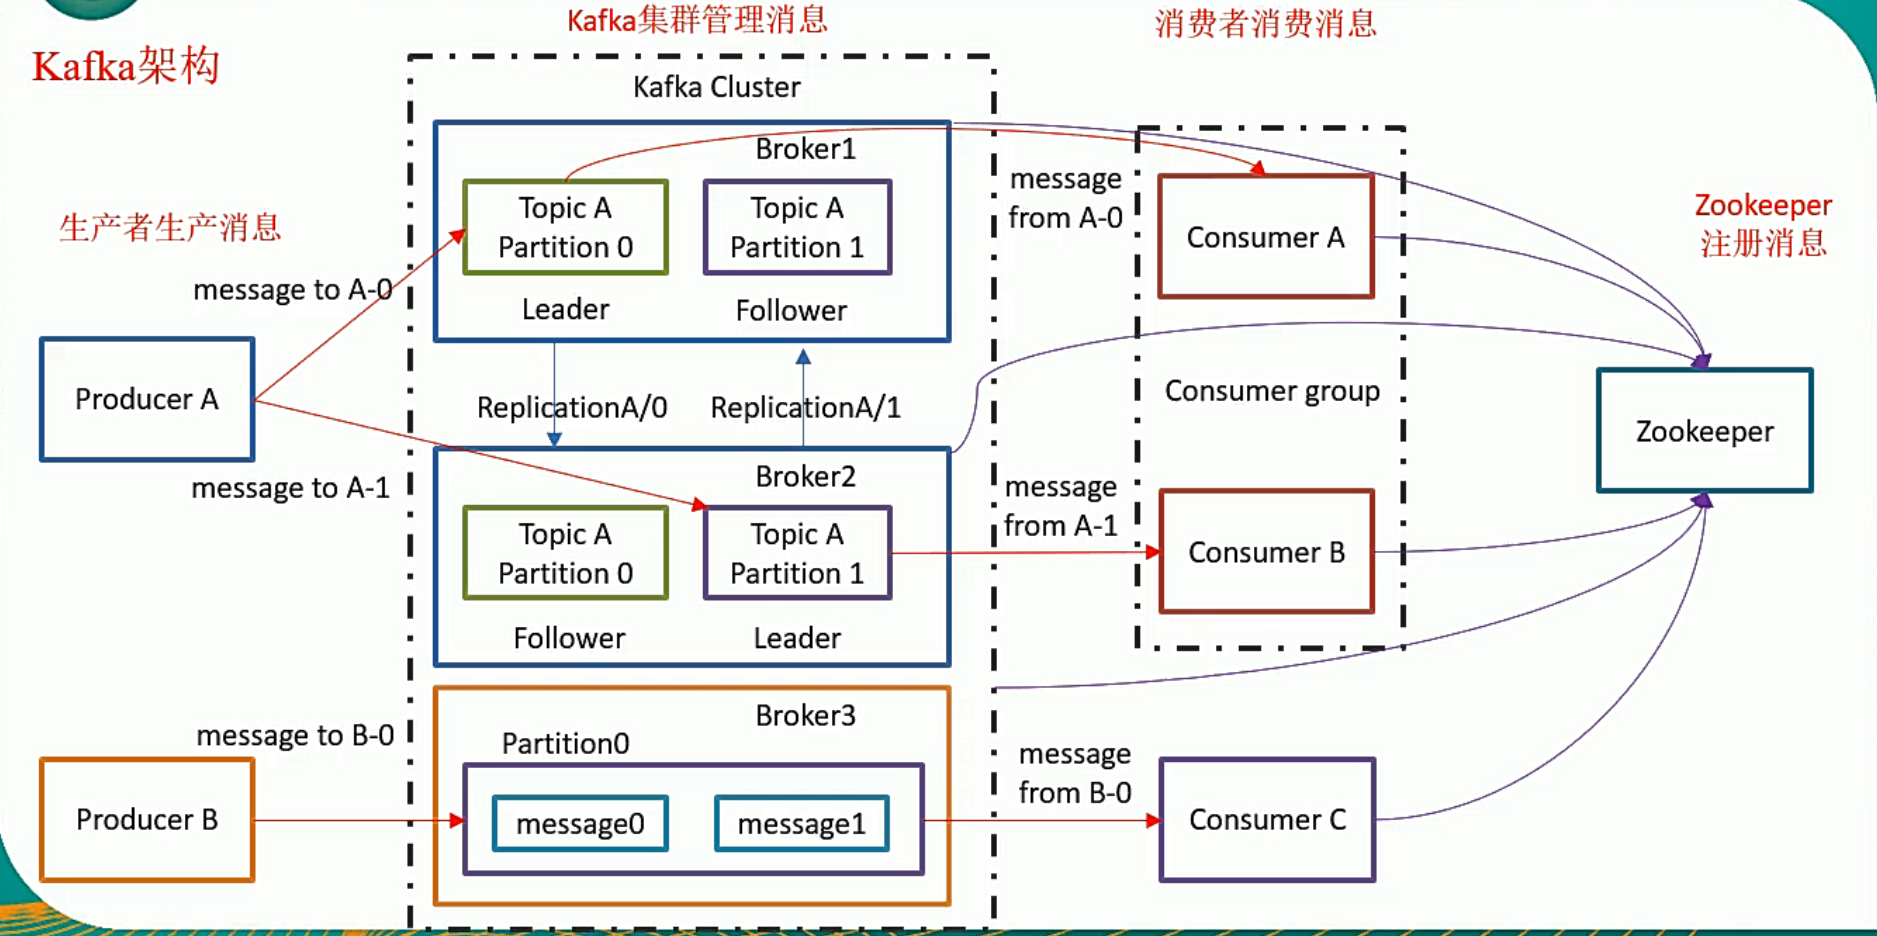 Kafka架构
Kafka集群管理消息
消费者消费消息
Kafka Cluster
生产者生产消息
message to A-0
Producer A
message to A-1
message to B-0
Producer B
Broker1
Topic A
Partition 0
Leader
Topic A
Partition 1
Follower
ReplicationA/0
ReplicationA/1
Broker2
Topic A
Partition 0
Follower
Topic A
Partition 1
Leader
Broker3
Partition0
message0
message1
message
from A-0
message
from A-1
message
from B-0
Consumer A
Consumer group
Consumer B
Consumer C
Zookeeper
注册消息
Zookeeper